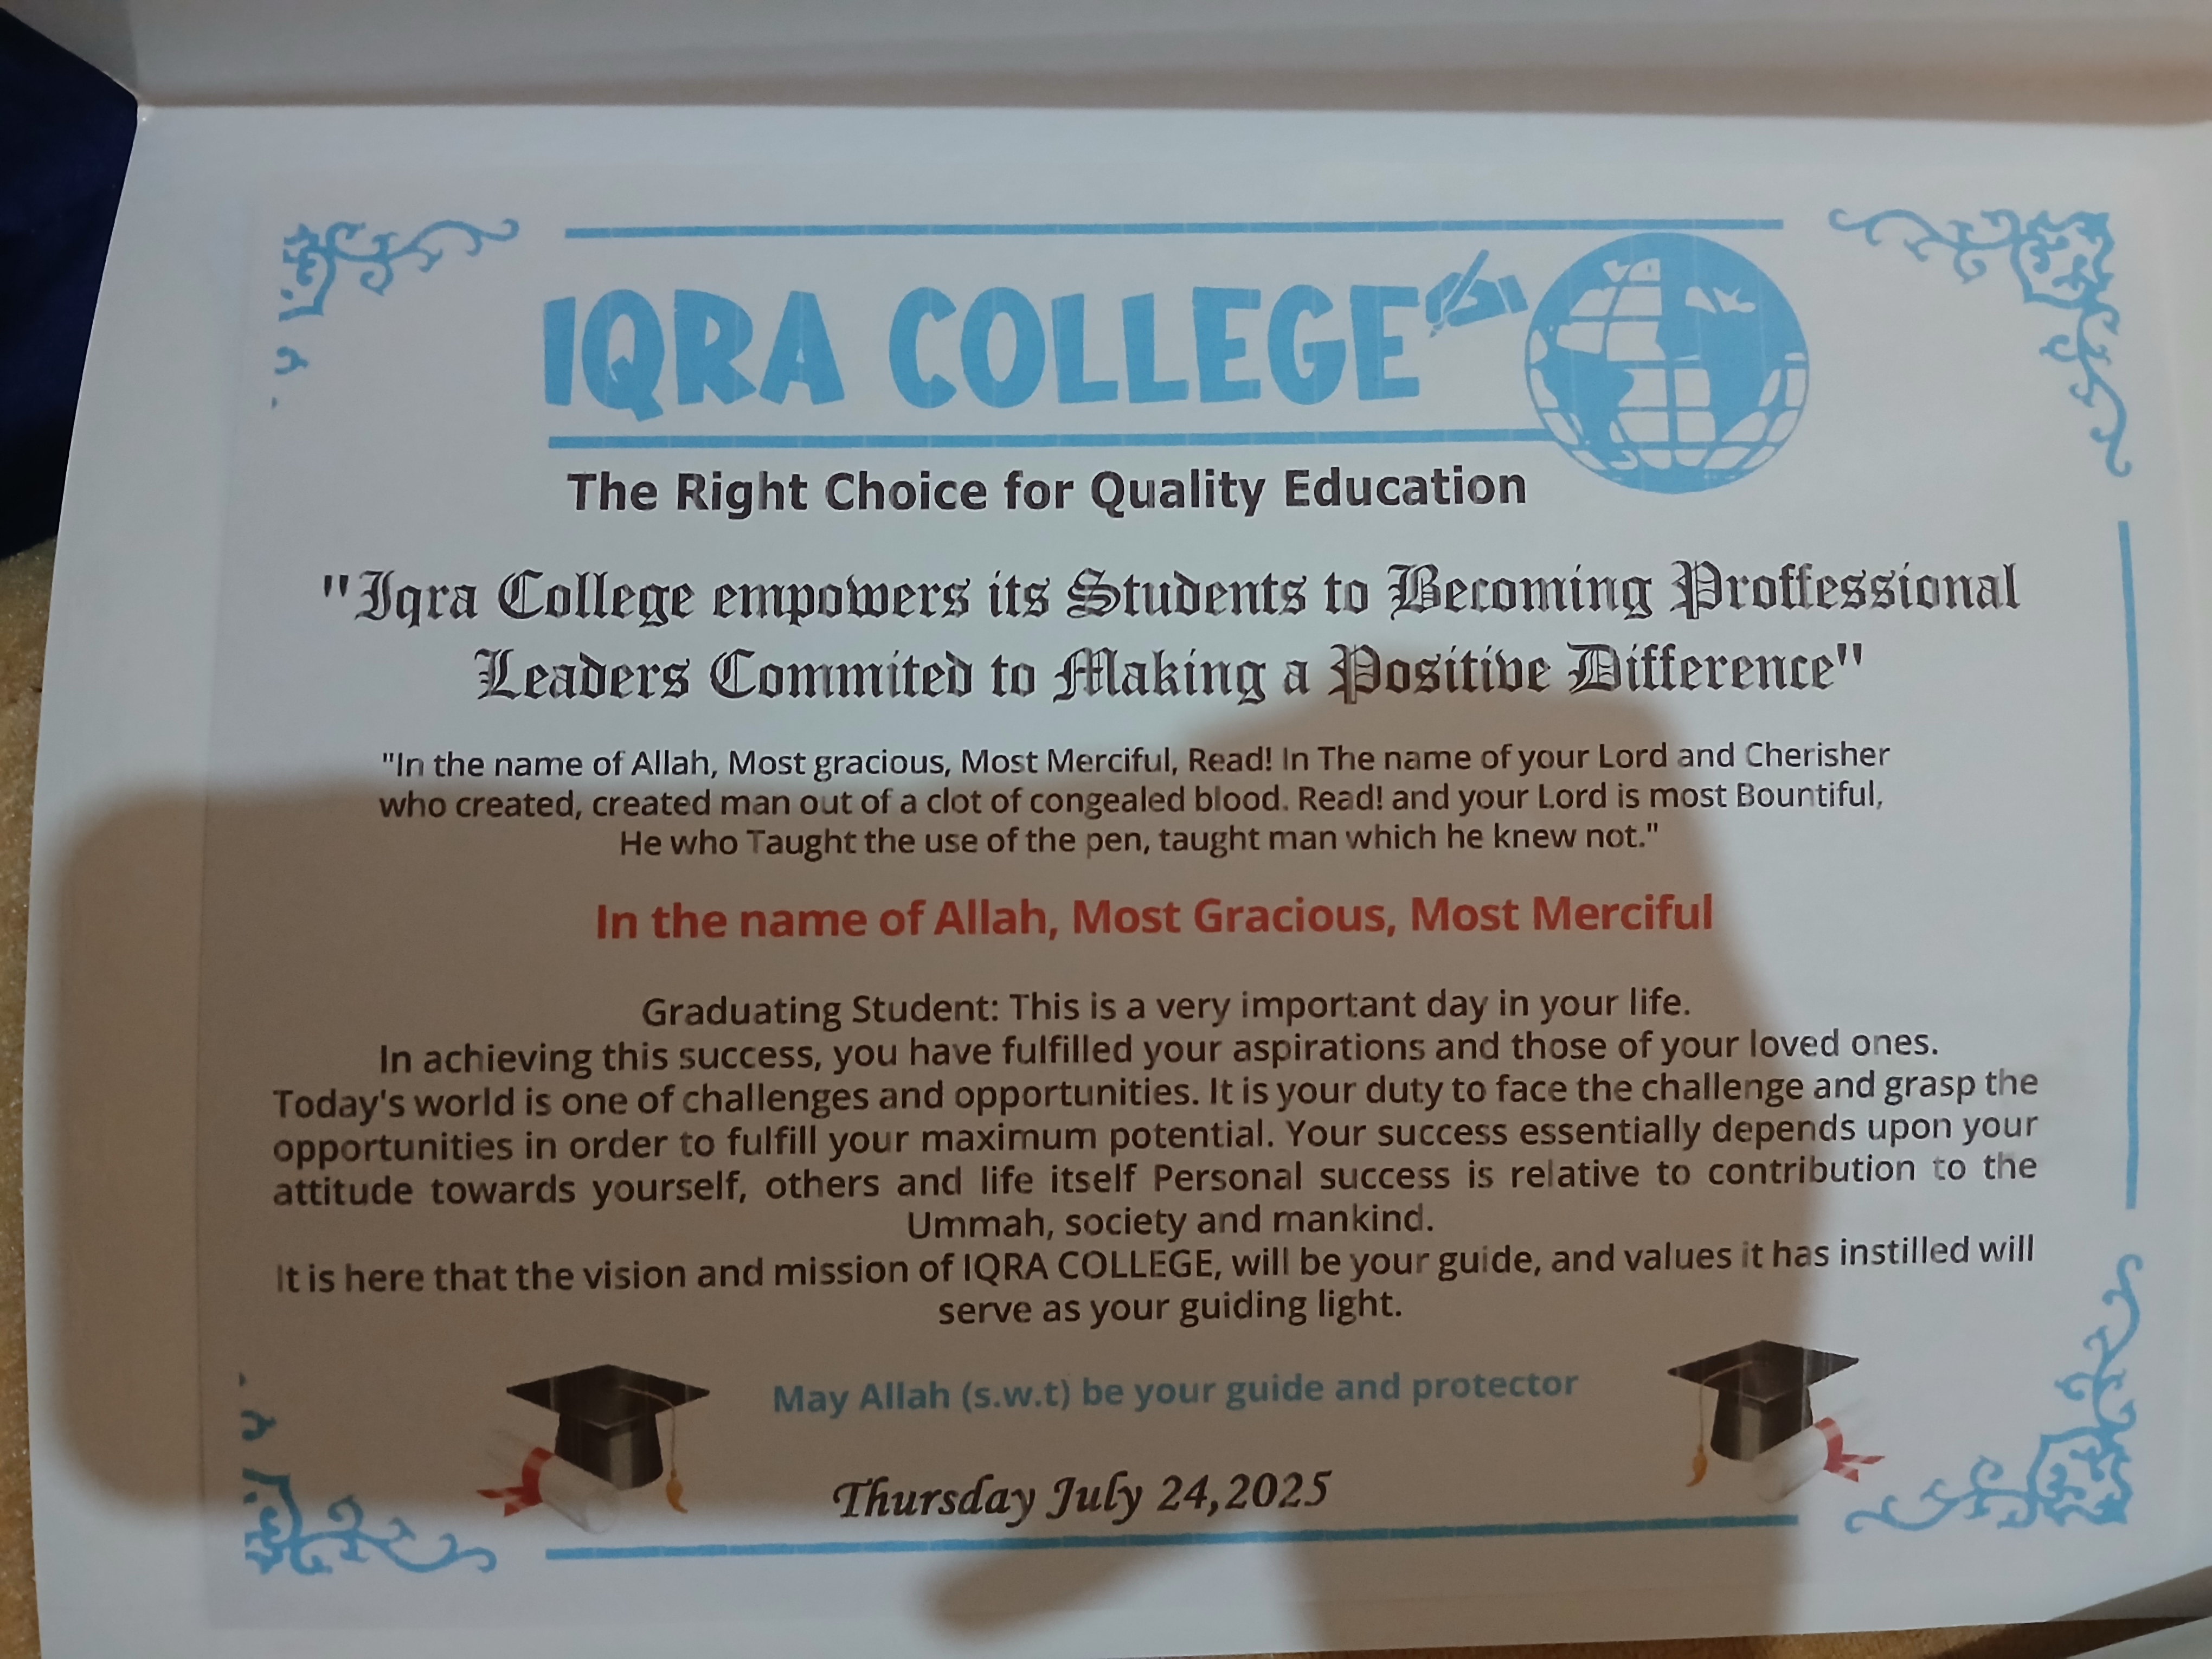 IQRA COLLEGE
The Right Choice for Quality Education
"Iqra College empowers its Students to Becoming Proffessional
Leaders Commited to Making a Positive Difference"
"In the name of Allah, Most gracious, Most Merciful, Read! In The name of your Lord and Cherisher
who created, created man out of a clot of congealed blood. Read! and your Lord is most Bountiful,
He who Taught the use of the pen, taught man which he knew not."
In the name of Allah, Most Gracious, Most Merciful
Graduating Student: This is a very important day in your life.
In achieving this success, you have fulfilled your aspirations and those of your loved ones.
Today's world is one of challenges and opportunities. It is your duty to face the challenge and grasp the
opportunities in order to fulfill your maximum potential. Your success essentially depends upon your
attitude towards yourself, others and life itself Personal success is relative to contribution to the
Ummah, society and mankind.
It is here that the vision and mission of IQRA COLLEGE, will be your guide, and values it has instilled will
serve as your guiding light.
May Allah (s.w.t) be your guide and protector
Thursday July 24,2025